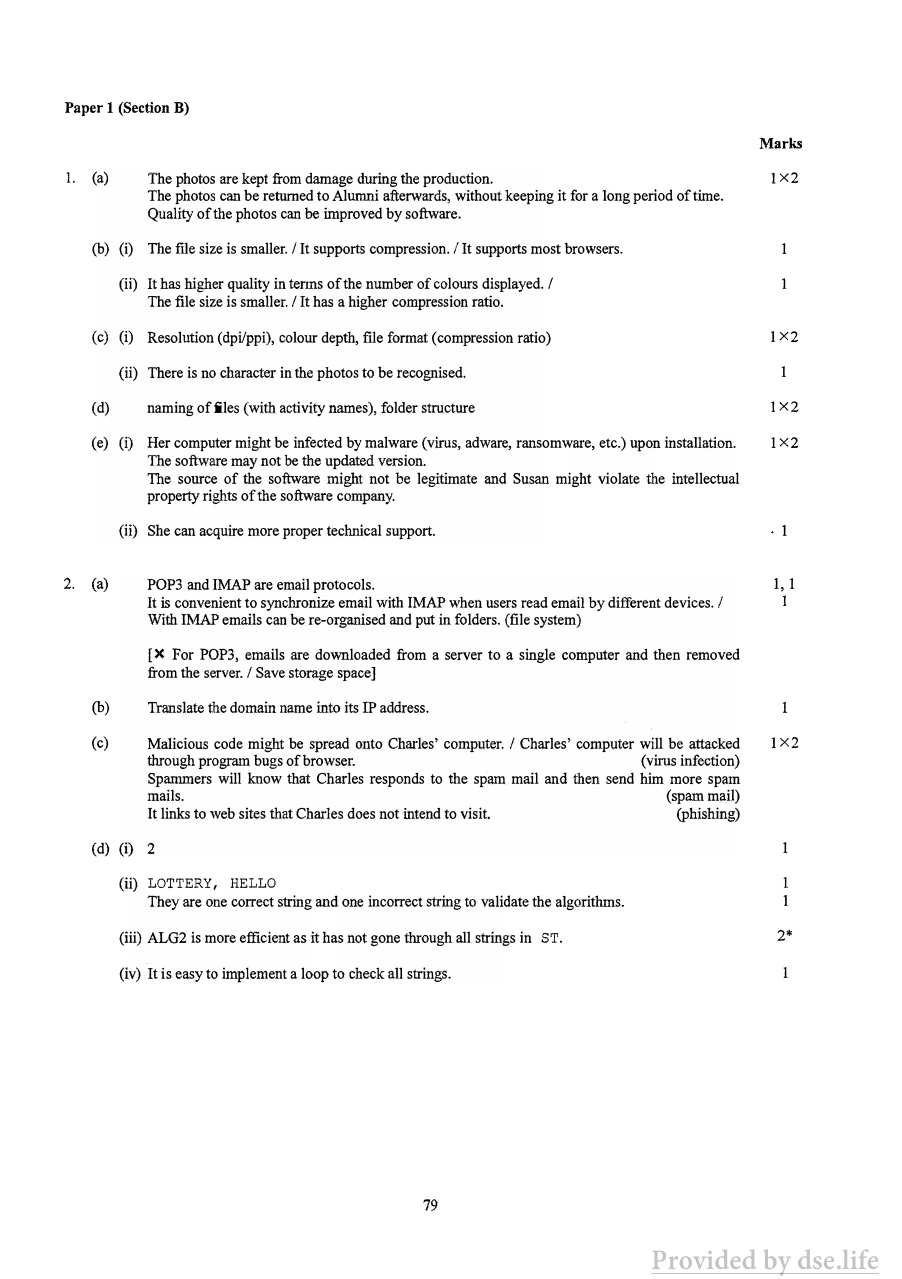 Paper 1 (Section B)
Marks
1. (a) The photos are kept from damage during the production. 1×2
The photos can be returned to Alumni afterwards, without keeping it for a long period of time.
Quality of the photos can be improved by software.
(b) (i) The file size is smaller. / It supports compression. / It supports most browsers. 1
(ii) It has higher quality in terms of the number of colours displayed. / 1
The file size is smaller. / It has a higher compression ratio.
(c) (i) Resolution (dpi/ppi), colour depth, file format (compression ratio) 1×2
(ii) There is no character in the photos to be recognised. 1
(d) naming of files (with activity names), folder structure 1×2
(e) (i) Her computer might be infected by malware (virus, adware, ransomware, etc.) upon installation. 1×2
The software may not be the updated version.
The source of the software might not be legitimate and Susan might violate the intellectual
property rights of the software company.
(ii) She can acquire more proper technical support. 1
2. (a) POP3 and IMAP are email protocols. 1, 1
It is convenient to synchronize email with IMAP when users read email by different devices. / 1
With IMAP emails can be re-organised and put in folders. (file system)
[✗ For POP3, emails are downloaded from a server to a single computer and then removed
from the server. / Save storage space]
(b) Translate the domain name into its IP address. 1
(c) Malicious code might be spread onto Charles' computer. / Charles' computer will be attacked 1×2
through program bugs of browser. (virus infection)
Spammers will know that Charles responds to the spam mail and then send him more spam
mails. (spam mail)
It links to web sites that Charles does not intend to visit. (phishing)
(d) (i) 2 1
(ii) LOTTERY, HELLO 1
They are one correct string and one incorrect string to validate the algorithms. 1
(iii) ALG2 is more efficient as it has not gone through all strings in ST. 2*
(iv) It is easy to implement a loop to check all strings. 1
79
Provided by dse.life